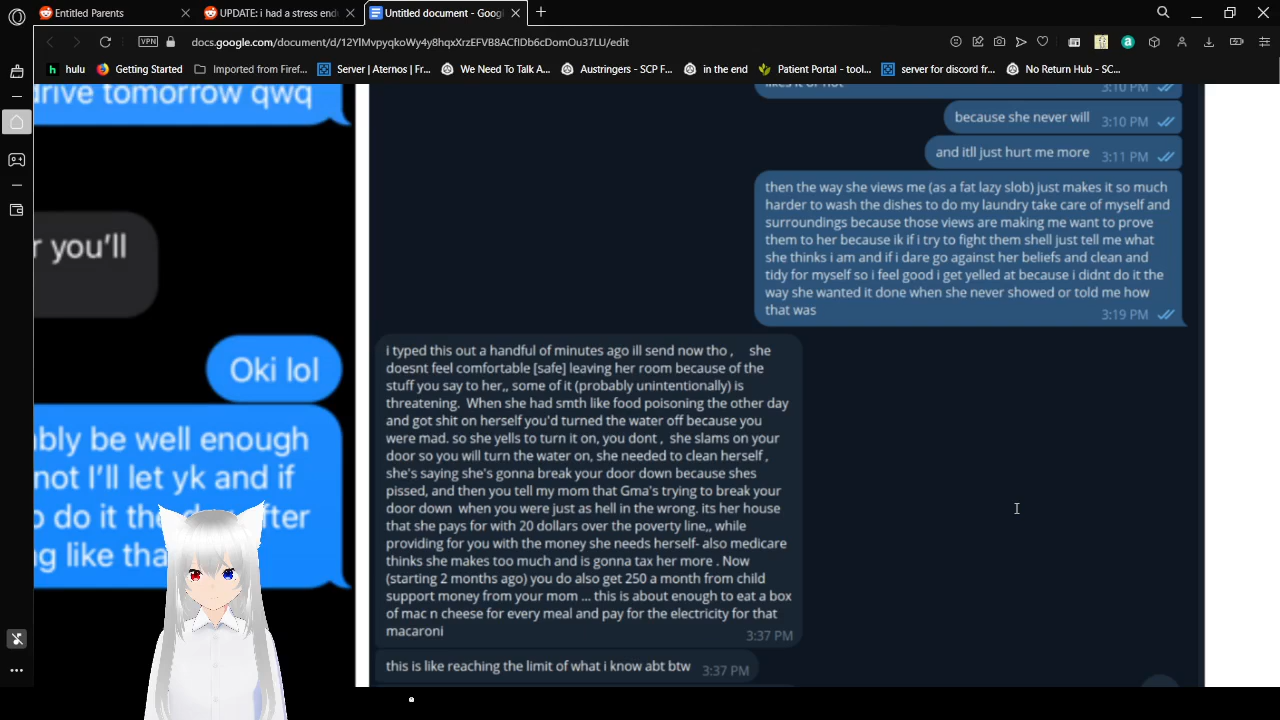 Entitled Parents
UPDATE: i had a stress end
Untitled document - Goog
VPN
docs.google.com/document/d/12YlMvpyqkoWy4y8hqxXrzEFVB8ACfIDb6cDomOu37LU/edit
hulu
Getting Started
Imported from Firef...
Server | Aternos | Fr...
We Need To Talk A...
Austringers - SCP F...
in the end
Patient Portal - tool...
server for discord fr...
No Return Hub - SC...
drive tomorrow qwq
r you'll
Oki lol
ably be well enough
not I'll let yk and if
o do it the day after
ng like tha
likes it or not
3:10 PM
because she never will
3:10 PM
and itll just hurt me more
3:11 PM
then the way she views me (as a fat lazy slob) just makes it so much
harder to wash the dishes to do my laundry take care of myself and
surroundings because those views are making me want to prove
them to her because ik if i try to fight them shell just tell me what
she thinks i am and if i dare go against her beliefs and clean and
tidy for myself so i feel good i get yelled at because i didnt do it the
way she wanted it done when she never showed or told me how
that was
3:19 PM
i typed this out a handful of minutes ago ill send now tho , she
doesnt feel comfortable [safe] leaving her room because of the
stuff you say to her,, some of it (probably unintentionally) is
threatening. When she had smth like food poisoning the other day
and got shit on herself you'd turned the water off because you
were mad. so she yells to turn it on, you dont , she slams on your
door so you will turn the water on, she needed to clean herself ,
she's saying she's gonna break your door down because shes
pissed, and then you tell my mom that Gma's trying to break your
door down when you were just as hell in the wrong. its her house
that she pays for with 20 dollars over the poverty line,, while
providing for you with the money she needs herself- also medicare
thinks she makes too much and is gonna tax her more . Now
(starting 2 months ago) you do also get 250 a month from child
support money from your mom ... this is about enough to eat a box
of mac n cheese for every meal and pay for the electricity for that
macaroni
3:37 PM
this is like reaching the limit of what i know abt btw
3:37 PM